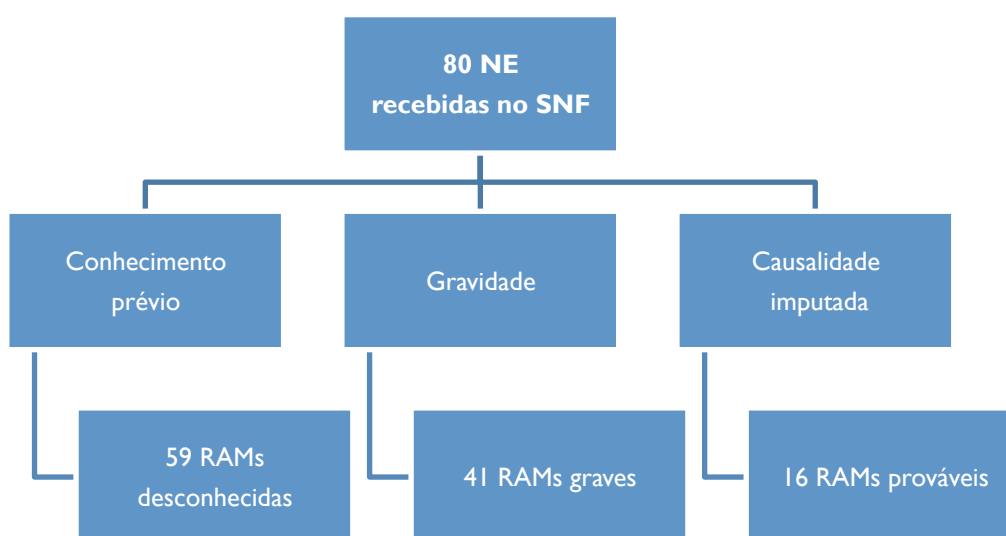 80 NE
recebidas no SNF
Conhecimento
prévio
Gravidade
Causalidade
imputada
59 RAMs
desconhecidas
41 RAMs graves
16 RAMs prováveis